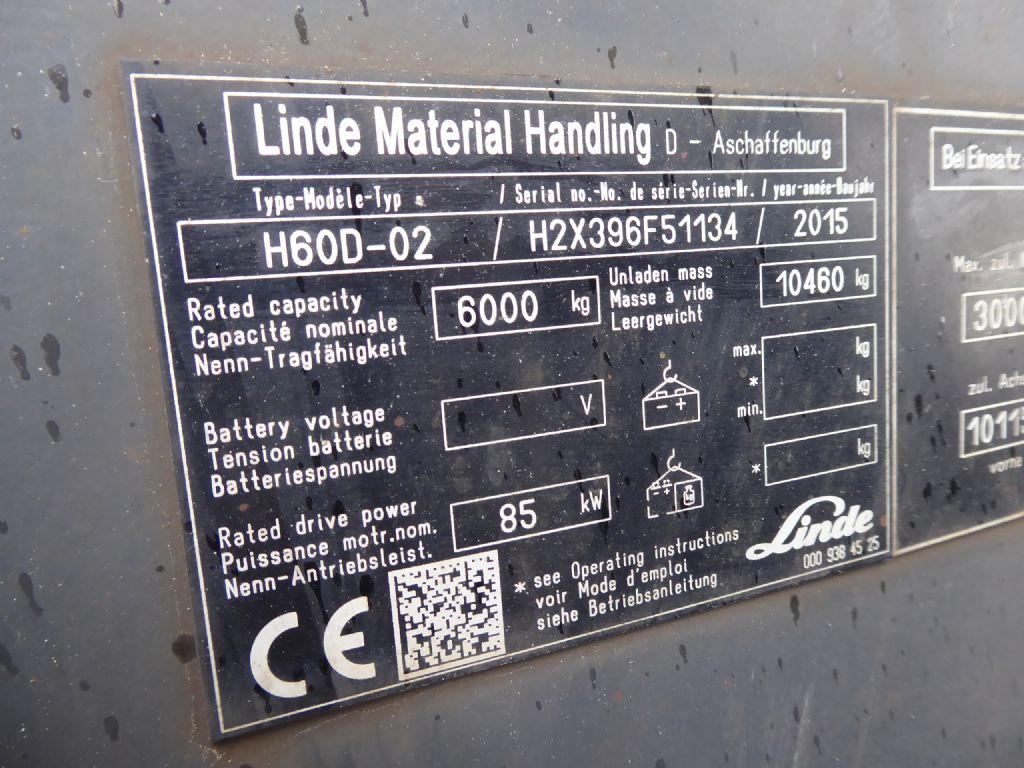 Linde Material Handling D - Aschaffenburg
Type-Modèle-Typ / Serial no.-No. de série-Serien-Nr. / year-année-Baujahr
H60D-02 / H2X396F51134 / 2015
Rated capacity
Capacité nominale
Nenn-Tragfähigkeit
6000 kg
Unladen mass
Masse à vide
Leergewicht
10460 kg
Battery voltage
Tension batterie
Batteriespannung
V
- +
max. kg
* kg
min.
* kg
Rated drive power
Puissance motr.nom.
Nenn-Antriebsleist.
85 kW
- +
kg
CE
* see Operating instructions
voir Mode d'emploi
siehe Betriebsanleitung
Linde
000 938 45 25
Bei Einsatz
Max. zul.
3000
zul. Achs
10115
vorne